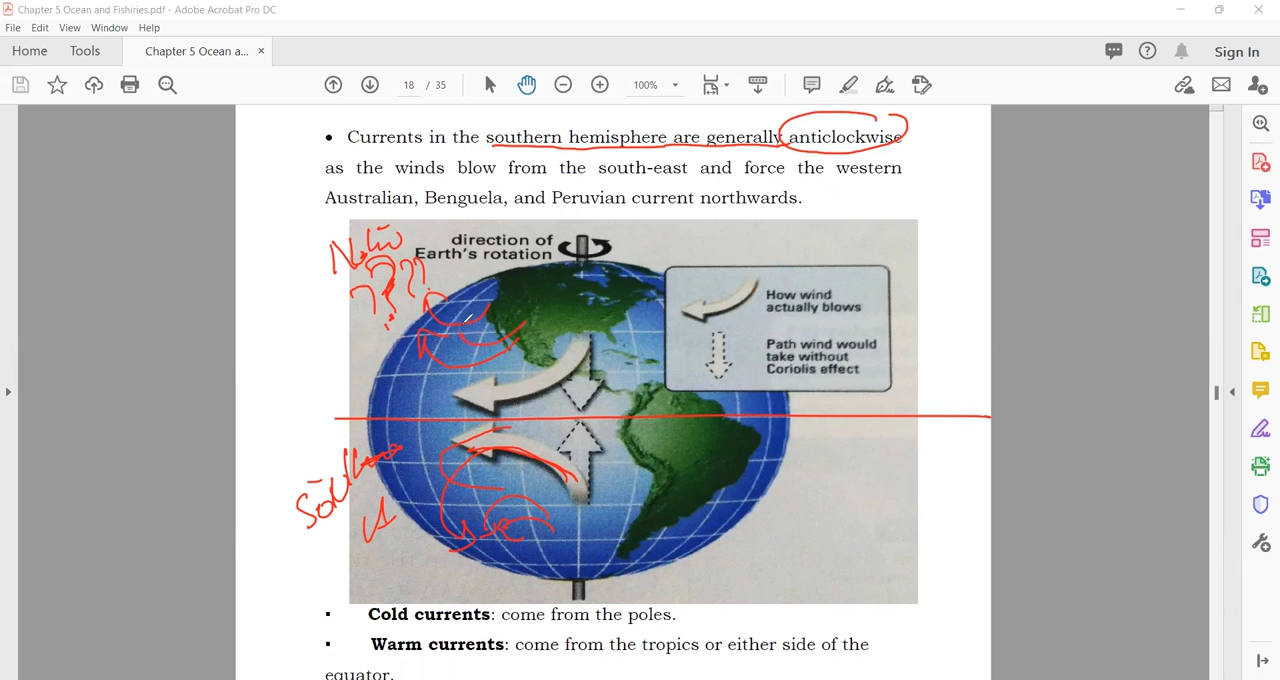 Chapter 5 Ocean and Fishiries.pdf - Adobe Acrobat Pro DC
File Edit View Window Help
Home Tools Chapter 5 Ocean a... × Sign In
18 / 35 100%
• Currents in the southern hemisphere are generally anticlockwise
as the winds blow from the south-east and force the western
Australian, Benguela, and Peruvian current northwards.
direction of
Earth's rotation
How wind
actually blows
Path wind would
take without
Coriolis effect
▪ Cold currents: come from the poles.
▪ Warm currents: come from the tropics or either side of the
equator.